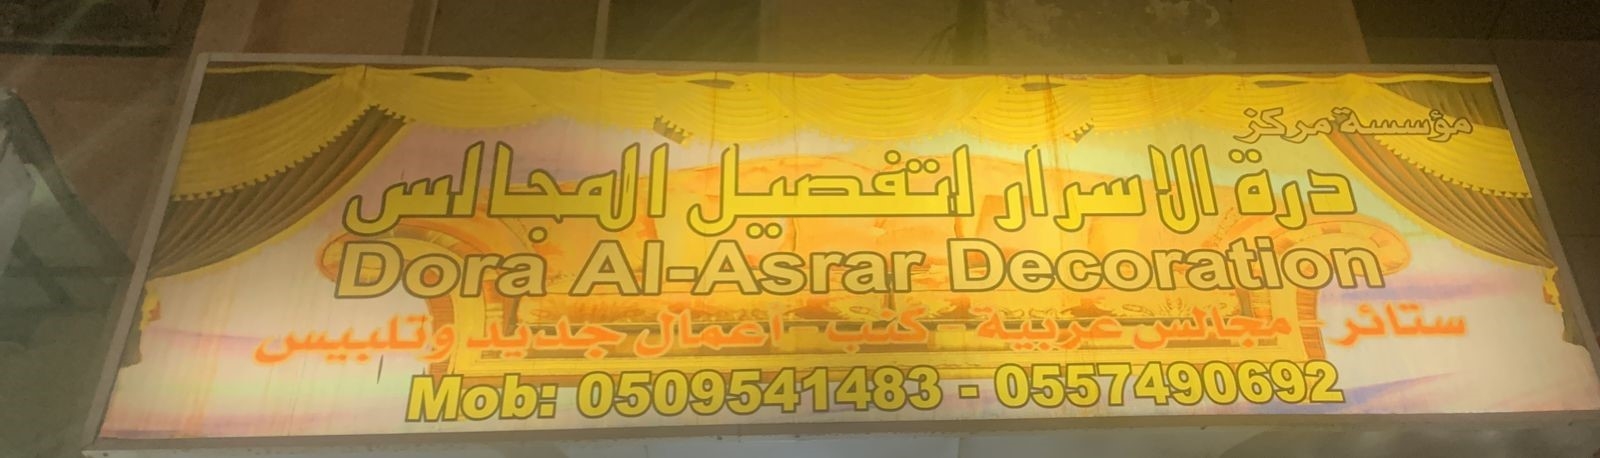 مؤسسة مركز
درة الاسرار لتفصيل المجالس
Dora Al-Asrar Decoration
ستائر - مجالس عربية - كنب - اعمال جديد وتلبيس
Mob: 0509541483 - 0557490692